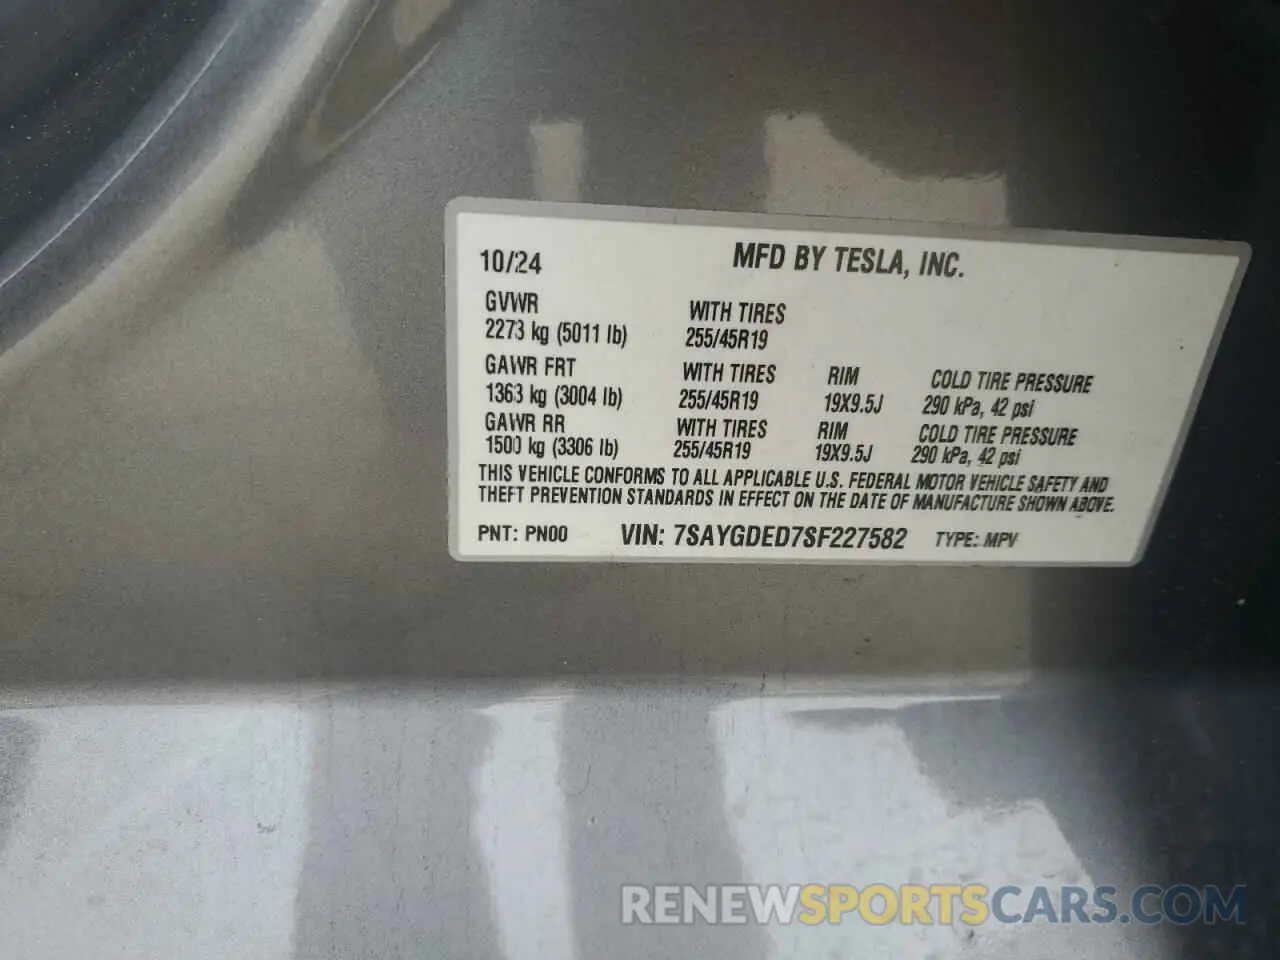 10/24 MFD BY TESLA, INC.
GVWR WITH TIRES
2273 kg (5011 lb) 255/45R19
GAWR FRT WITH TIRES RIM COLD TIRE PRESSURE
1363 kg (3004 lb) 255/45R19 19X9.5J 290 kPa, 42 psi
GAWR RR WITH TIRES RIM COLD TIRE PRESSURE
1500 kg (3306 lb) 255/45R19 19X9.5J 290 kPa, 42 psi
THIS VEHICLE CONFORMS TO ALL APPLICABLE U.S. FEDERAL MOTOR VEHICLE SAFETY AND
THEFT PREVENTION STANDARDS IN EFFECT ON THE DATE OF MANUFACTURE SHOWN ABOVE.
PNT: PN00 VIN: 7SAYGDED7SF227582 TYPE: MPV
RENEWSPORTSCARS.COM